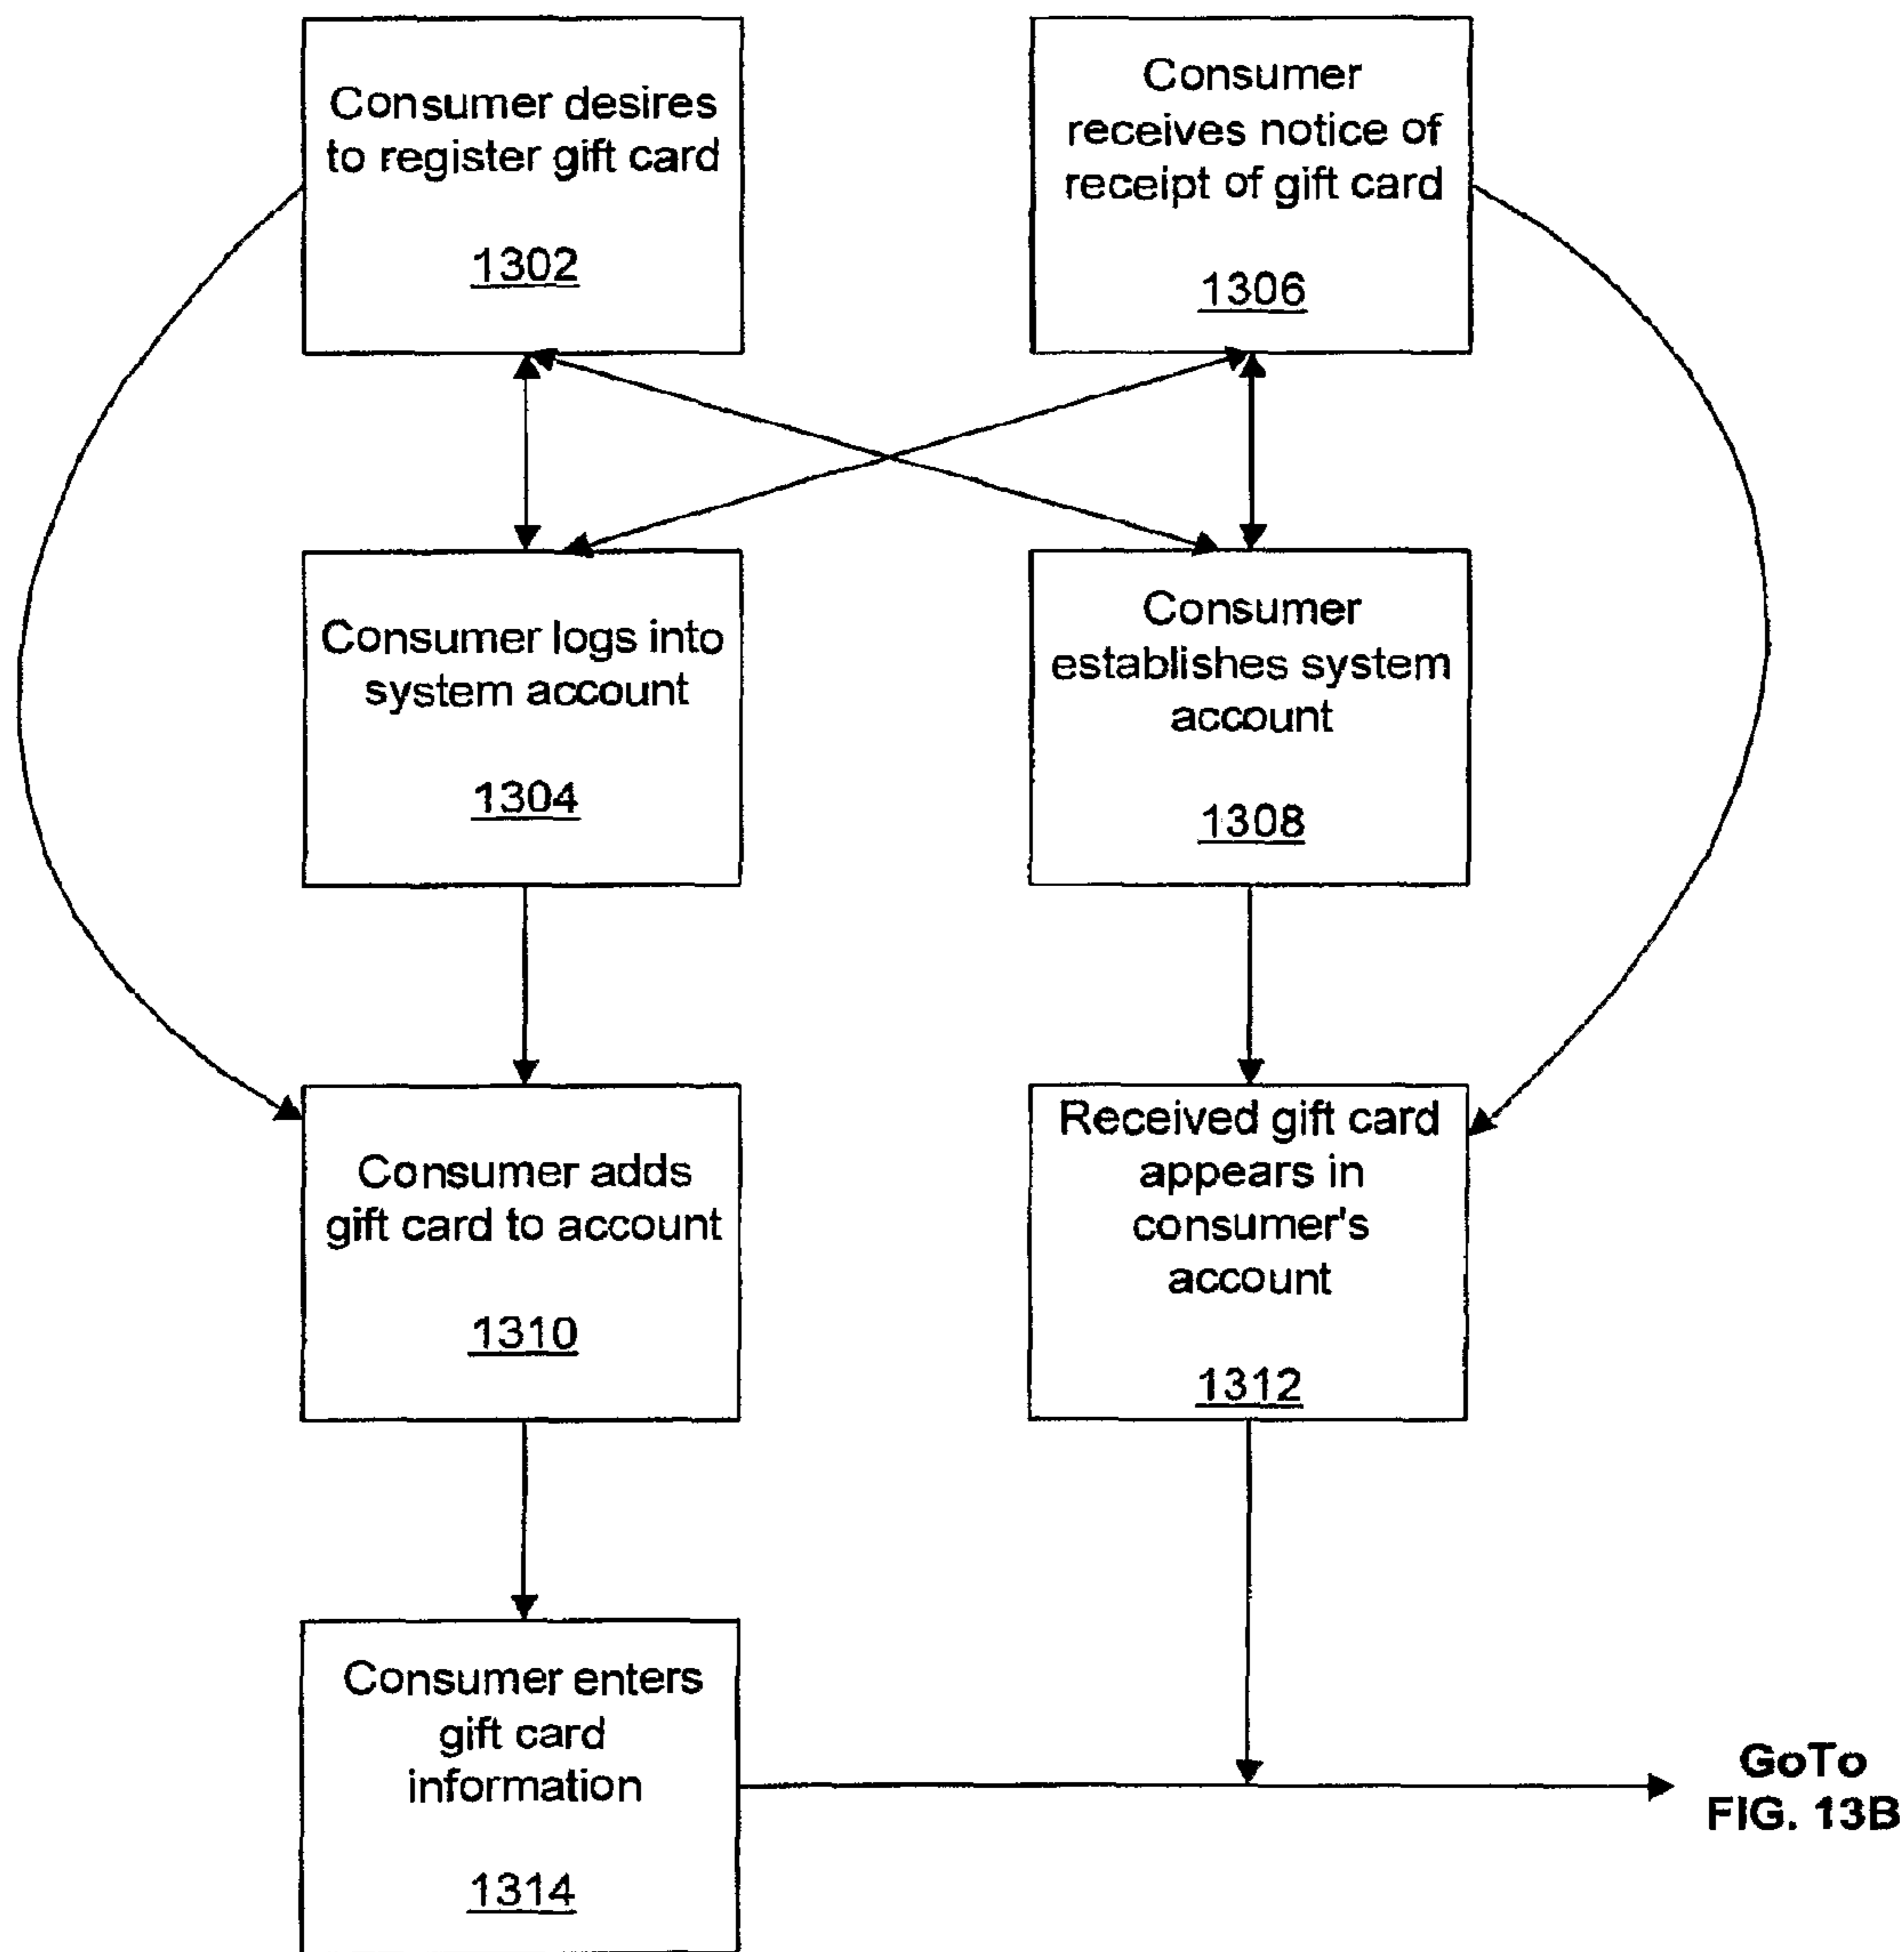 Consumer desires
to register gift card
1302
Consumer
receives notice of
receipt of gift card
1306
Consumer logs into
system account
1304
Consumer
establishes system
account
1308
Consumer adds
gift card to account
1310
Received gift card
appears in
consumer's
account
1312
Consumer enters
gift card
information
1314
GoTo
FIG. 13B